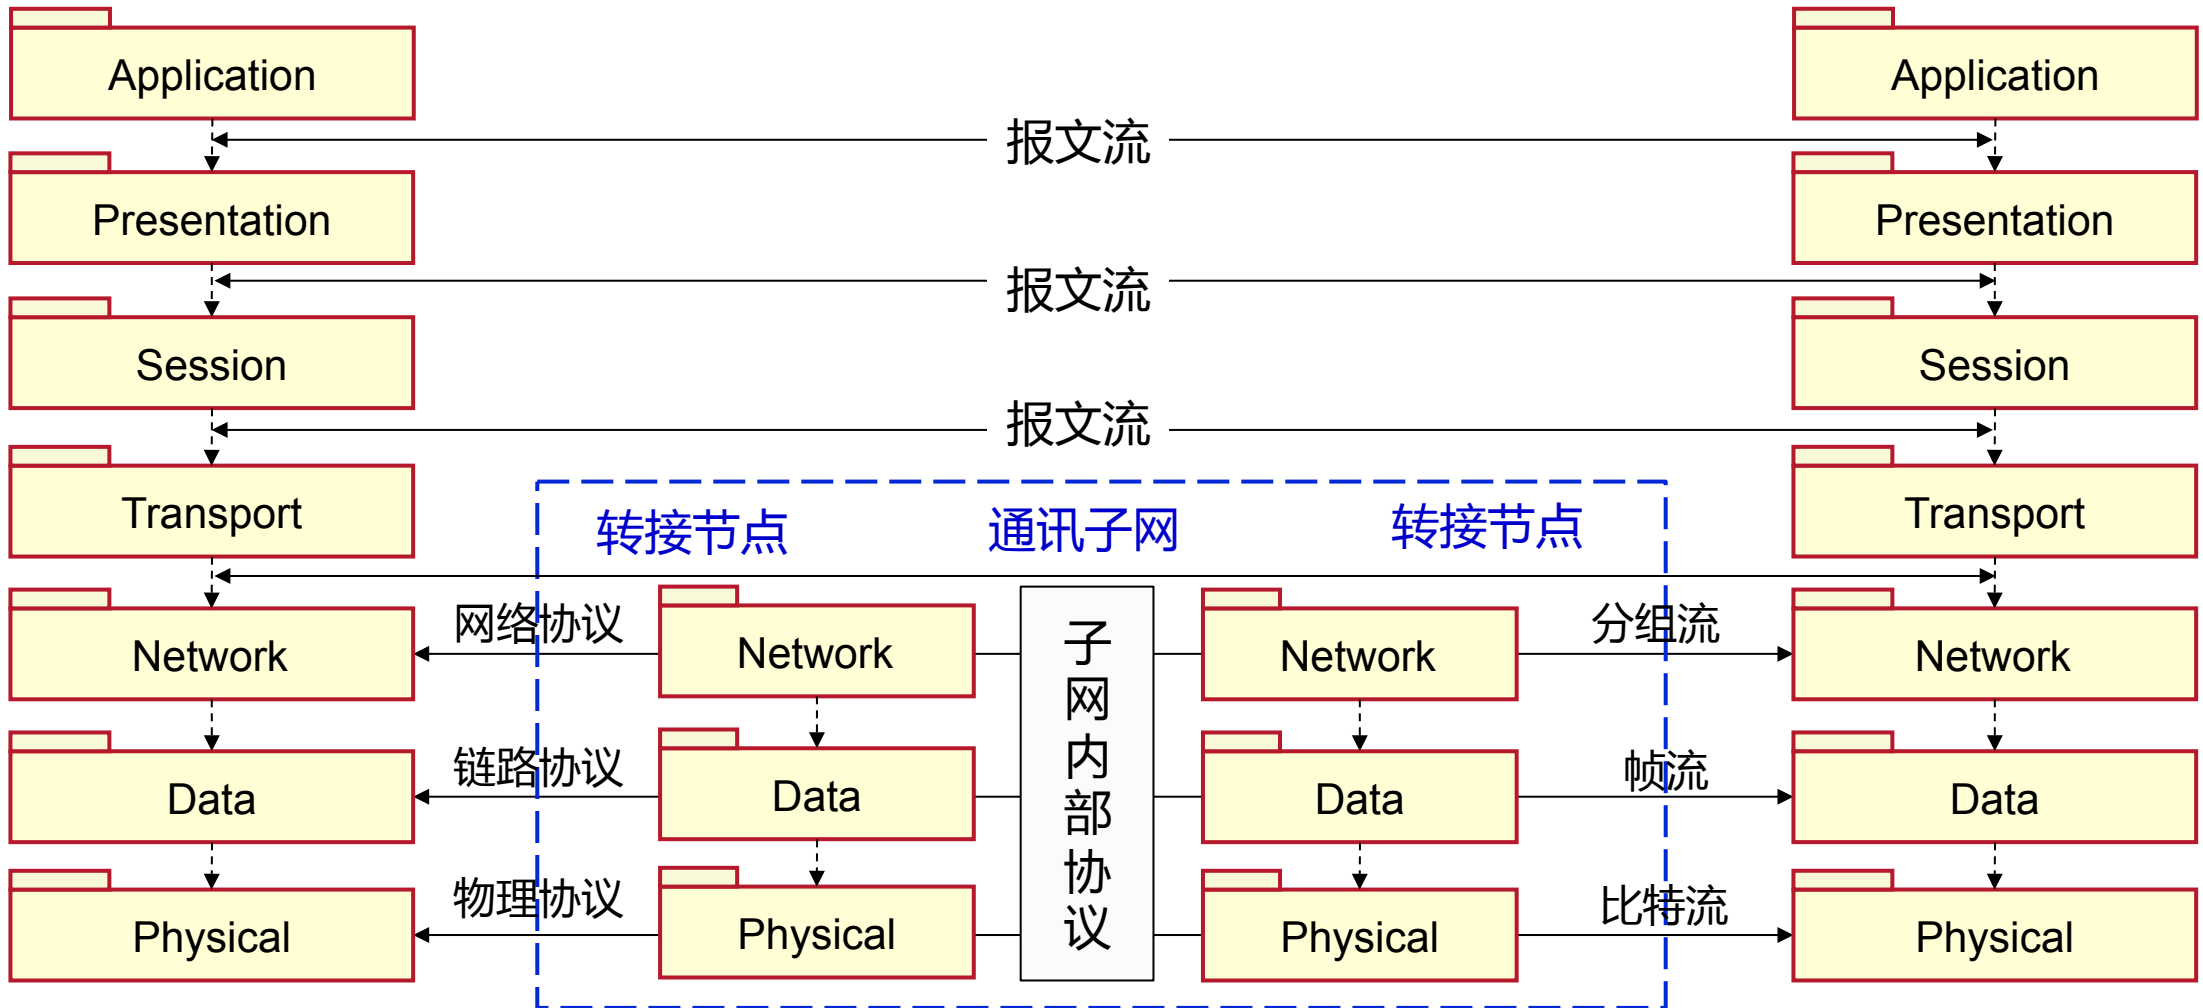 Application
Application
报文流
Presentation
Presentation
报文流
Session
Session
报文流
Transport
转接节点
通讯子网
转接节点
Transport
网络协议
分组流
Network
Network
子网内部协议
Network
Network
链路协议
帧流
Data
Data
Data
Data
物理协议
比特流
Physical
Physical
Physical
Physical